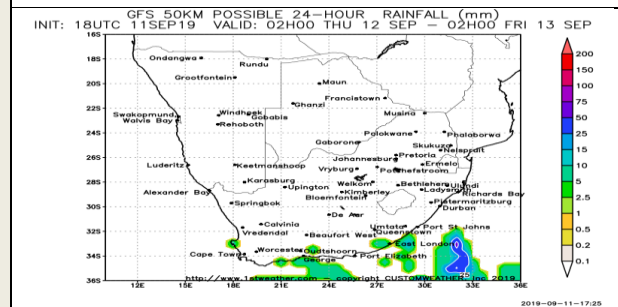 GFS 50KM POSSIBLE 24-HOUR RAINFALL (mm)
INIT: 18UTC 11SEP19 VALID: 02H00 THU 12 SEP - 02H00 FRI 13 SEP
16S
200
Ondangwa
Rundu
18S
150
Grootfontein
Maun
20S
100
Francistown
Ghanzi
75
22S
Musina
Swakopmund
Windhoek
Gobabis
Walvis Bay
Rehoboth
50
24S
Polokwane
Phalaborwa
25
Gaborone
Skukuza
Nelspruit
15
26S
Johannesburg
Pretoria
Luderitz
Keetmanshoop
Vryburg
Ermelo
Potchefstroom
10
28S
Karasburg
Upington
Welkom
Bethlehem
Ulundi
5
Alexander Bay
Kimberley
Ladysmith
Richards Bay
Bloemfontein
Springbok
Pietermaritzburg
2.5
30S
Durban
De Aar
1
Calvinia
Umtata
Port St Johns
32S
Vredendal
Beaufort West
Queenstown
0.5
East London
0.2
Worcester
Oudtshoorn
34S
Cape Town
George
Port Elizabeth
0.1
25
http://www.1stweather.com - copyright CUSTOMWEATHER 2019
36S
12E 15E 18E 21E 24E 27E 30E 33E 36E
2019-09-11-17:25